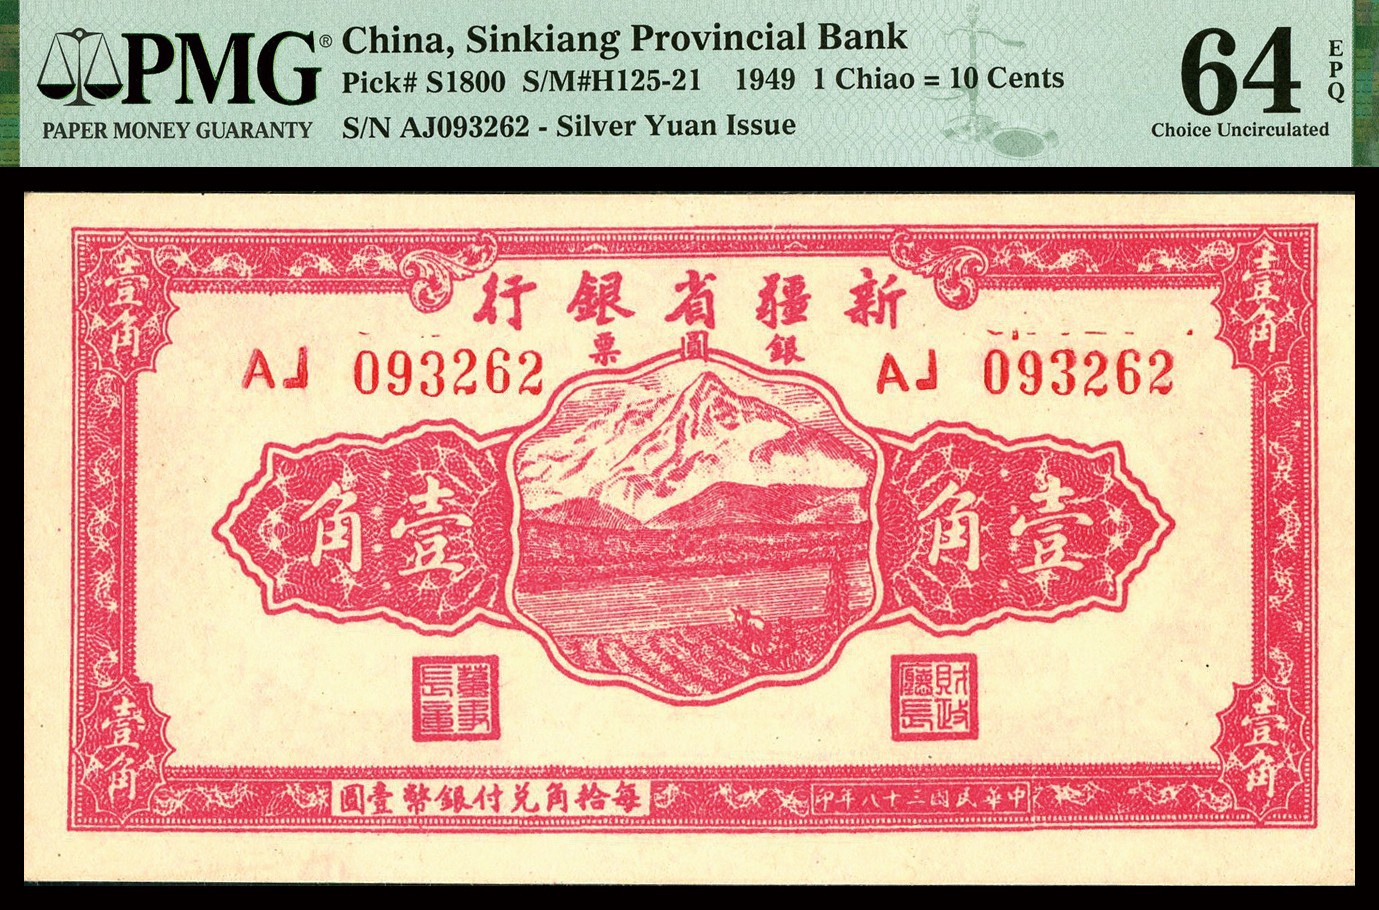 PMG®
PAPER MONEY GUARANTY
China, Sinkiang Provincial Bank
Pick# S1800 S/M#H125-21 1949 1 Chiao = 10 Cents
S/N AJ093262 - Silver Yuan Issue
64
EPQ
Choice Uncirculated
壹角
壹角
新疆省銀行
銀圓票
AJ 093262
AJ 093262
壹角
壹角
財政廳長
董事長章
壹角
壹角
中華民國三十八年印
每拾角兌付銀幣壹圓